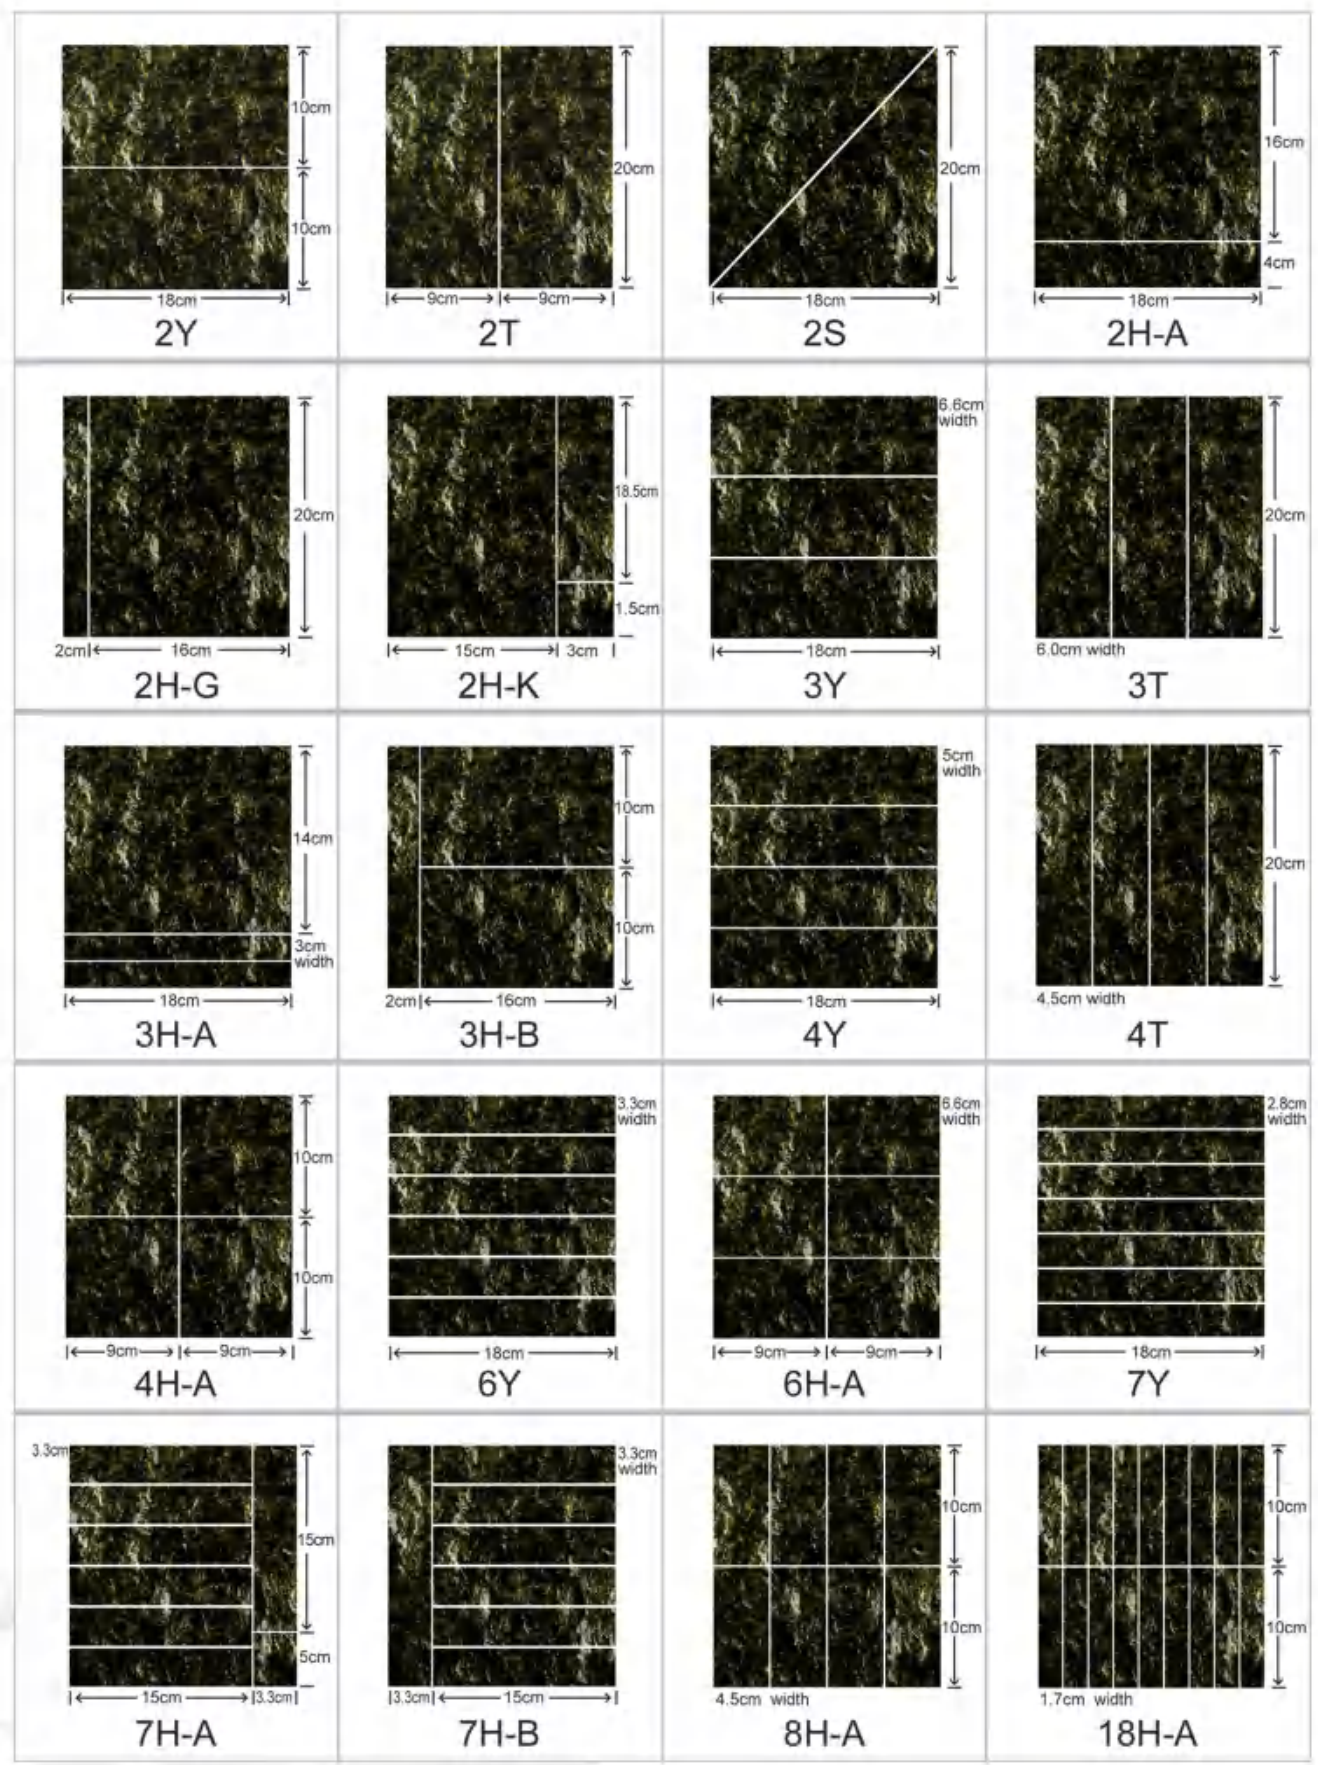 10cm
10cm
18cm
2Y
20cm
9cm 9cm
2T
20cm
18cm
2S
16cm
4cm
18cm
2H-A
20cm
2cm 16cm
2H-G
18.5cm
1.5cm
15cm 3cm
2H-K
6.6cm
width
18cm
3Y
20cm
6.0cm width
3T
14cm
3cm
width
18cm
3H-A
10cm
10cm
2cm 16cm
3H-B
5cm
width
18cm
4Y
20cm
4.5cm width
4T
10cm
10cm
9cm 9cm
4H-A
3.3cm
width
18cm
6Y
6.6cm
width
9cm 9cm
6H-A
2.8cm
width
18cm
7Y
3.3cm
15cm
5cm
15cm 3.3cm
7H-A
3.3cm
width
3.3cm 15cm
7H-B
10cm
10cm
4.5cm width
8H-A
10cm
10cm
1.7cm width
18H-A